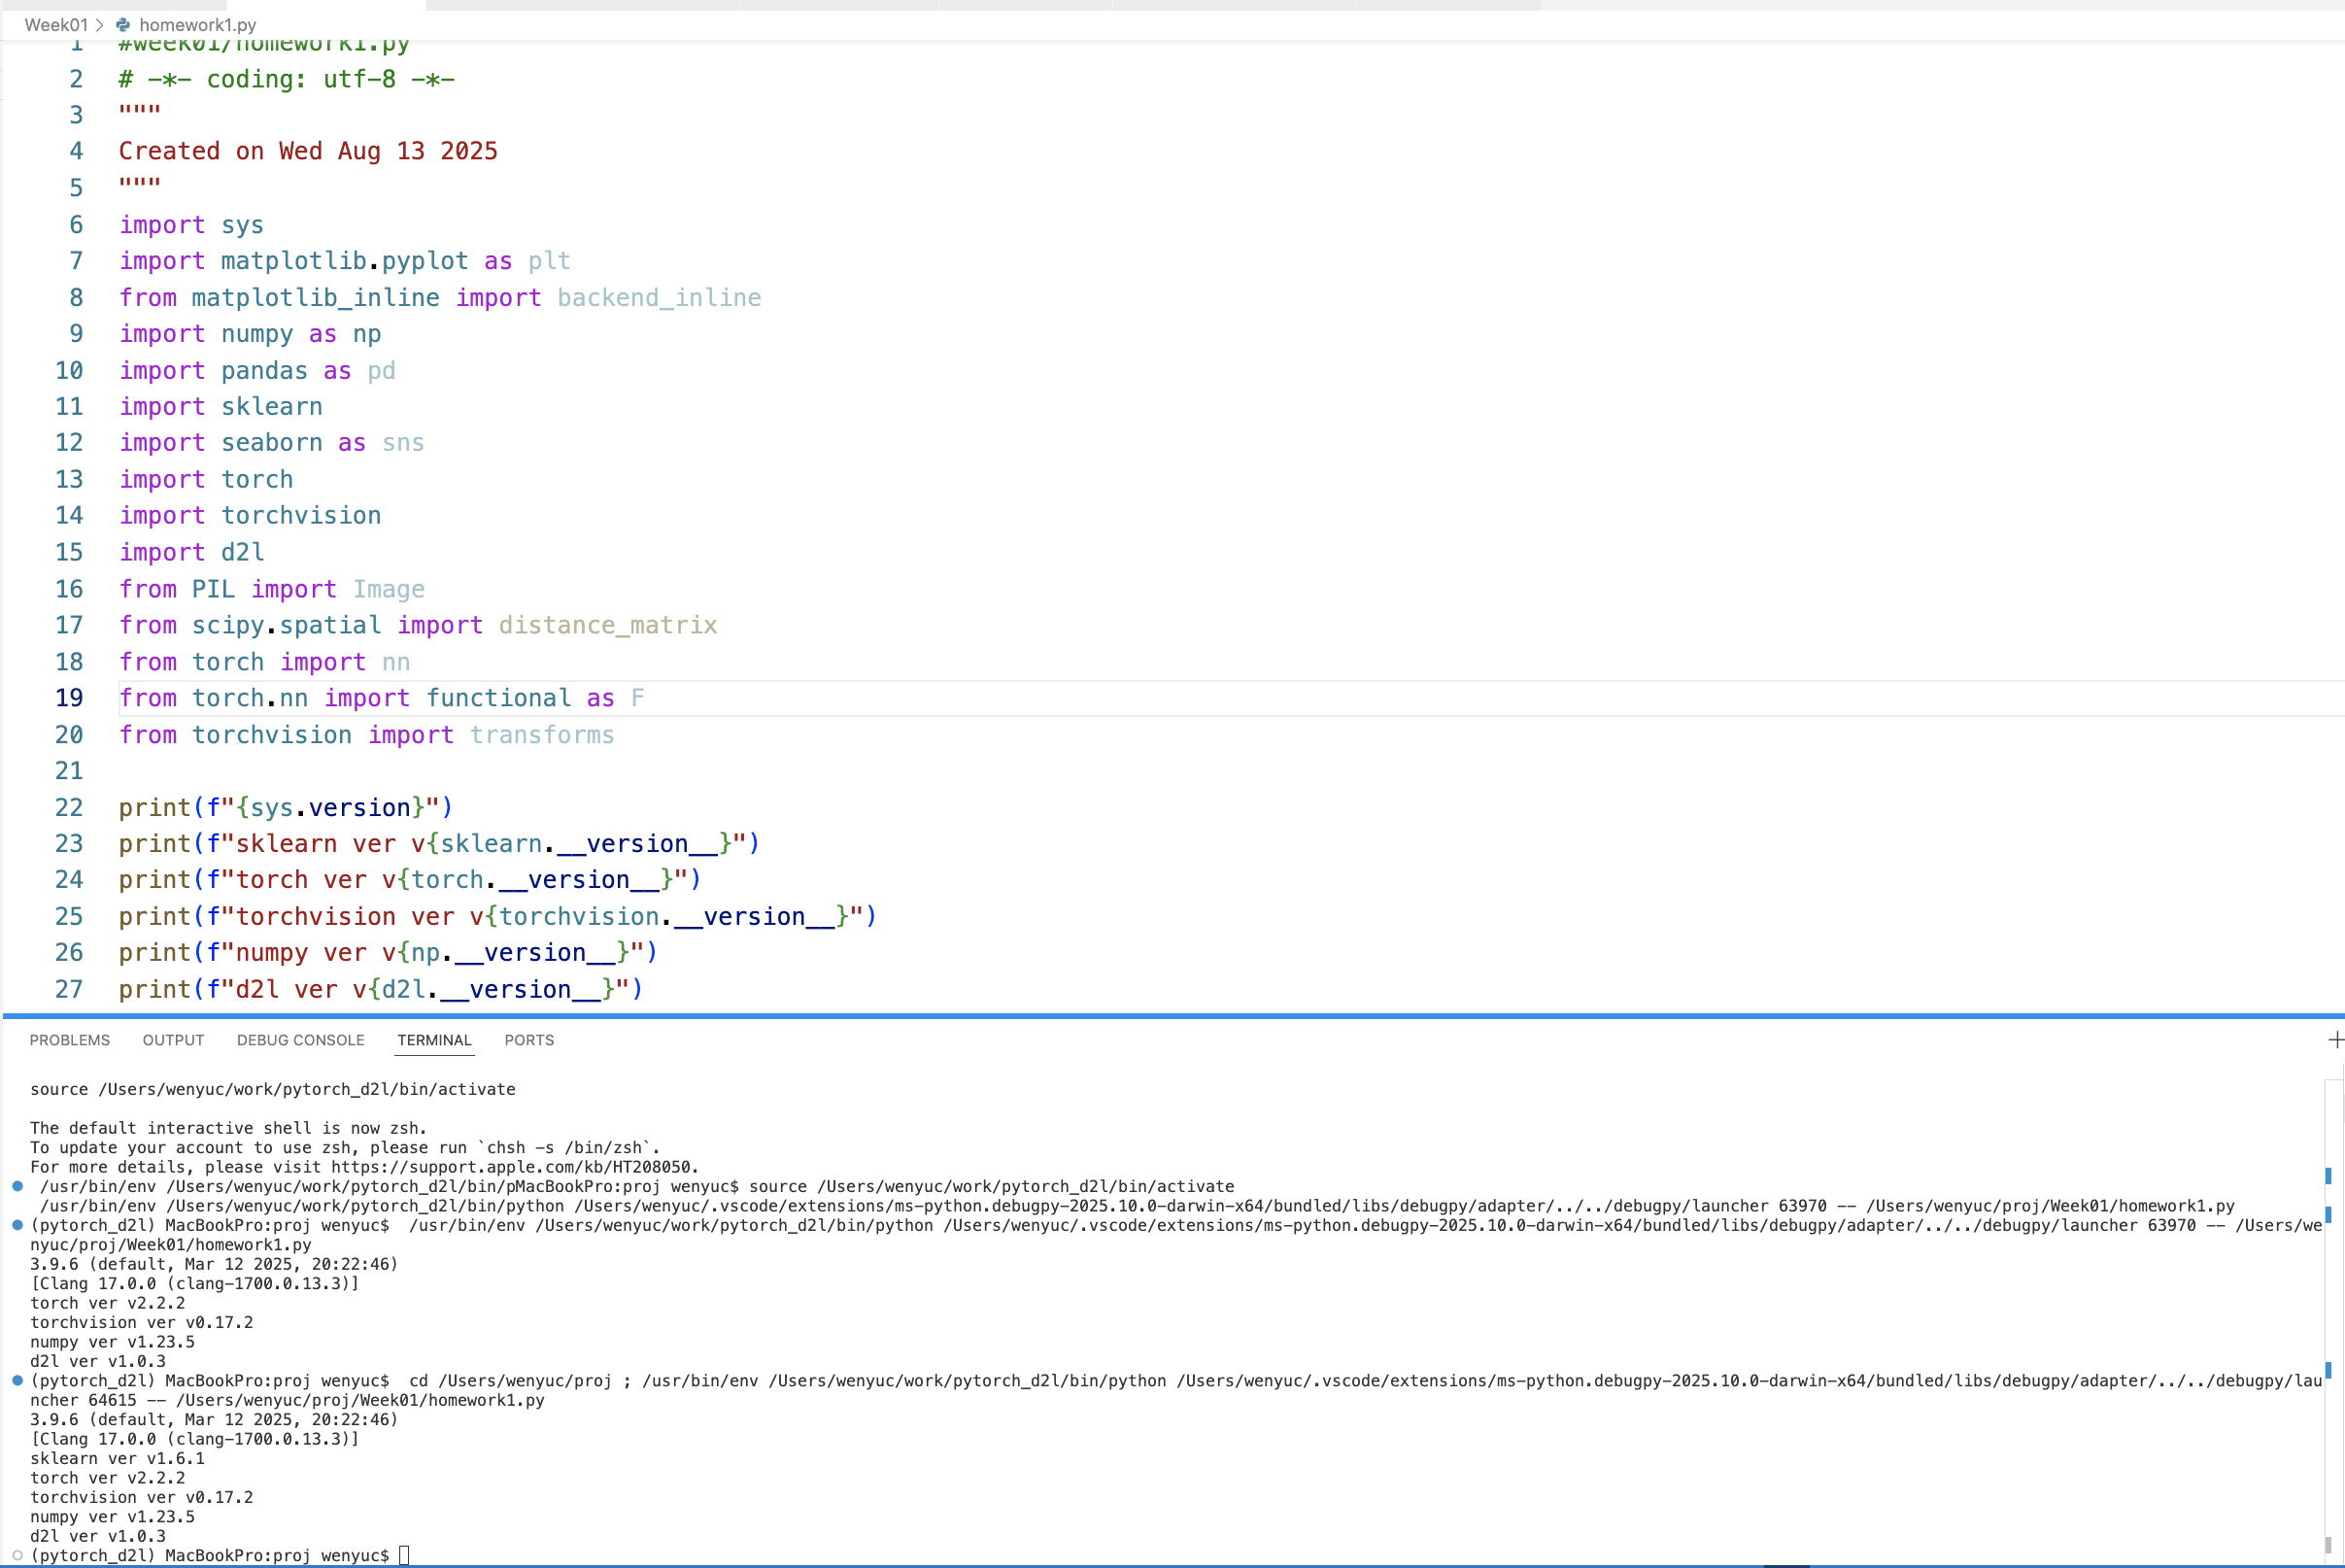 Week01 > homework1.py
1 #Week01/homework1.py
2 # -*- coding: utf-8 -*-
3 """
4 Created on Wed Aug 13 2025
5 """
6 import sys
7 import matplotlib.pyplot as plt
8 from matplotlib_inline import backend_inline
9 import numpy as np
10 import pandas as pd
11 import sklearn
12 import seaborn as sns
13 import torch
14 import torchvision
15 import d2l
16 from PIL import Image
17 from scipy.spatial import distance_matrix
18 from torch import nn
19 from torch.nn import functional as F
20 from torchvision import transforms
21
22 print(f"{sys.version}")
23 print(f"sklearn ver v{sklearn.__version__}")
24 print(f"torch ver v{torch.__version__}")
25 print(f"torchvision ver v{torchvision.__version__}")
26 print(f"numpy ver v{np.__version__}")
27 print(f"d2l ver v{d2l.__version__}")
PROBLEMS OUTPUT DEBUG CONSOLE TERMINAL PORTS
source /Users/wenyuc/work/pytorch_d2l/bin/activate
The default interactive shell is now zsh.
To update your account to use zsh, please run `chsh -s /bin/zsh`.
For more details, please visit https://support.apple.com/kb/HT208050.
/usr/bin/env /Users/wenyuc/work/pytorch_d2l/bin/pMacBookPro:proj wenyuc$ source /Users/wenyuc/work/pytorch_d2l/bin/activate
/usr/bin/env /Users/wenyuc/work/pytorch_d2l/bin/python /Users/wenyuc/.vscode/extensions/ms-python.debugpy-2025.10.0-darwin-x64/bundled/libs/debugpy/adapter/../../debugpy/launcher 63970 -- /Users/wenyuc/proj/Week01/homework1.py
(pytorch_d2l) MacBookPro:proj wenyuc$  /usr/bin/env /Users/wenyuc/work/pytorch_d2l/bin/python /Users/wenyuc/.vscode/extensions/ms-python.debugpy-2025.10.0-darwin-x64/bundled/libs/debugpy/adapter/../../debugpy/launcher 63970 -- /Users/we
nyuc/proj/Week01/homework1.py
3.9.6 (default, Mar 12 2025, 20:22:46)
[Clang 17.0.0 (clang-1700.0.13.3)]
torch ver v2.2.2
torchvision ver v0.17.2
numpy ver v1.23.5
d2l ver v1.0.3
(pytorch_d2l) MacBookPro:proj wenyuc$  cd /Users/wenyuc/proj ; /usr/bin/env /Users/wenyuc/work/pytorch_d2l/bin/python /Users/wenyuc/.vscode/extensions/ms-python.debugpy-2025.10.0-darwin-x64/bundled/libs/debugpy/adapter/../../debugpy/lau
ncher 64615 -- /Users/wenyuc/proj/Week01/homework1.py
3.9.6 (default, Mar 12 2025, 20:22:46)
[Clang 17.0.0 (clang-1700.0.13.3)]
sklearn ver v1.6.1
torch ver v2.2.2
torchvision ver v0.17.2
numpy ver v1.23.5
d2l ver v1.0.3
(pytorch_d2l) MacBookPro:proj wenyuc$